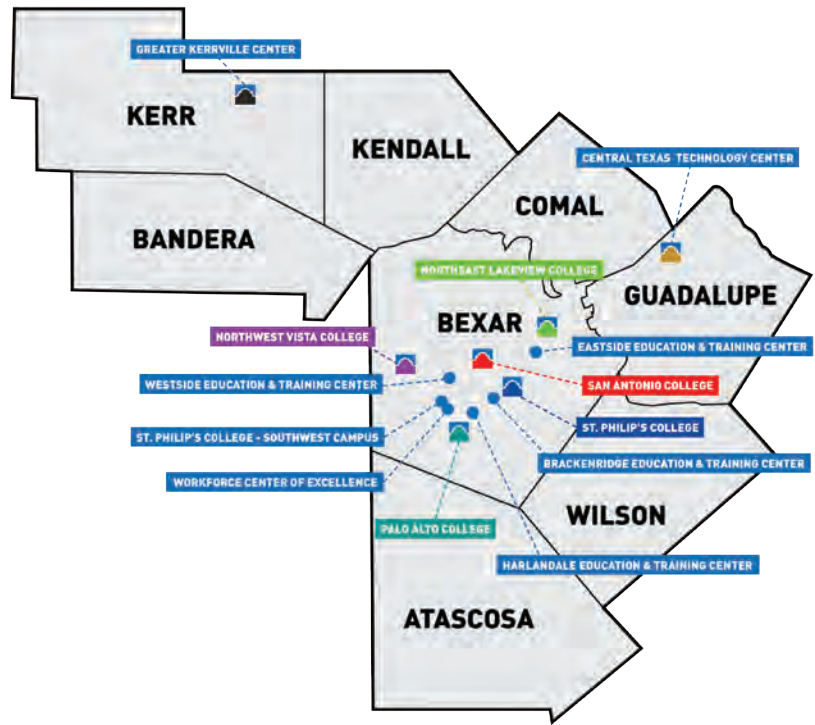 GREATER KERRVILLE CENTER
KERR
KENDALL
CENTRAL TEXAS TECHNOLOGY CENTER
COMAL
BANDERA
NORTHEAST LAKEVIEW COLLEGE
GUADALUPE
BEXAR
NORTHWEST VISTA COLLEGE
EASTSIDE EDUCATION & TRAINING CENTER
WESTSIDE EDUCATION & TRAINING CENTER
SAN ANTONIO COLLEGE
ST. PHILIP'S COLLEGE - SOUTHWEST CAMPUS
ST. PHILIP'S COLLEGE
BRACKENRIDGE EDUCATION & TRAINING CENTER
WORKFORCE CENTER OF EXCELLENCE
WILSON
PALO ALTO COLLEGE
HARLANDALE EDUCATION & TRAINING CENTER
ATASCOSA